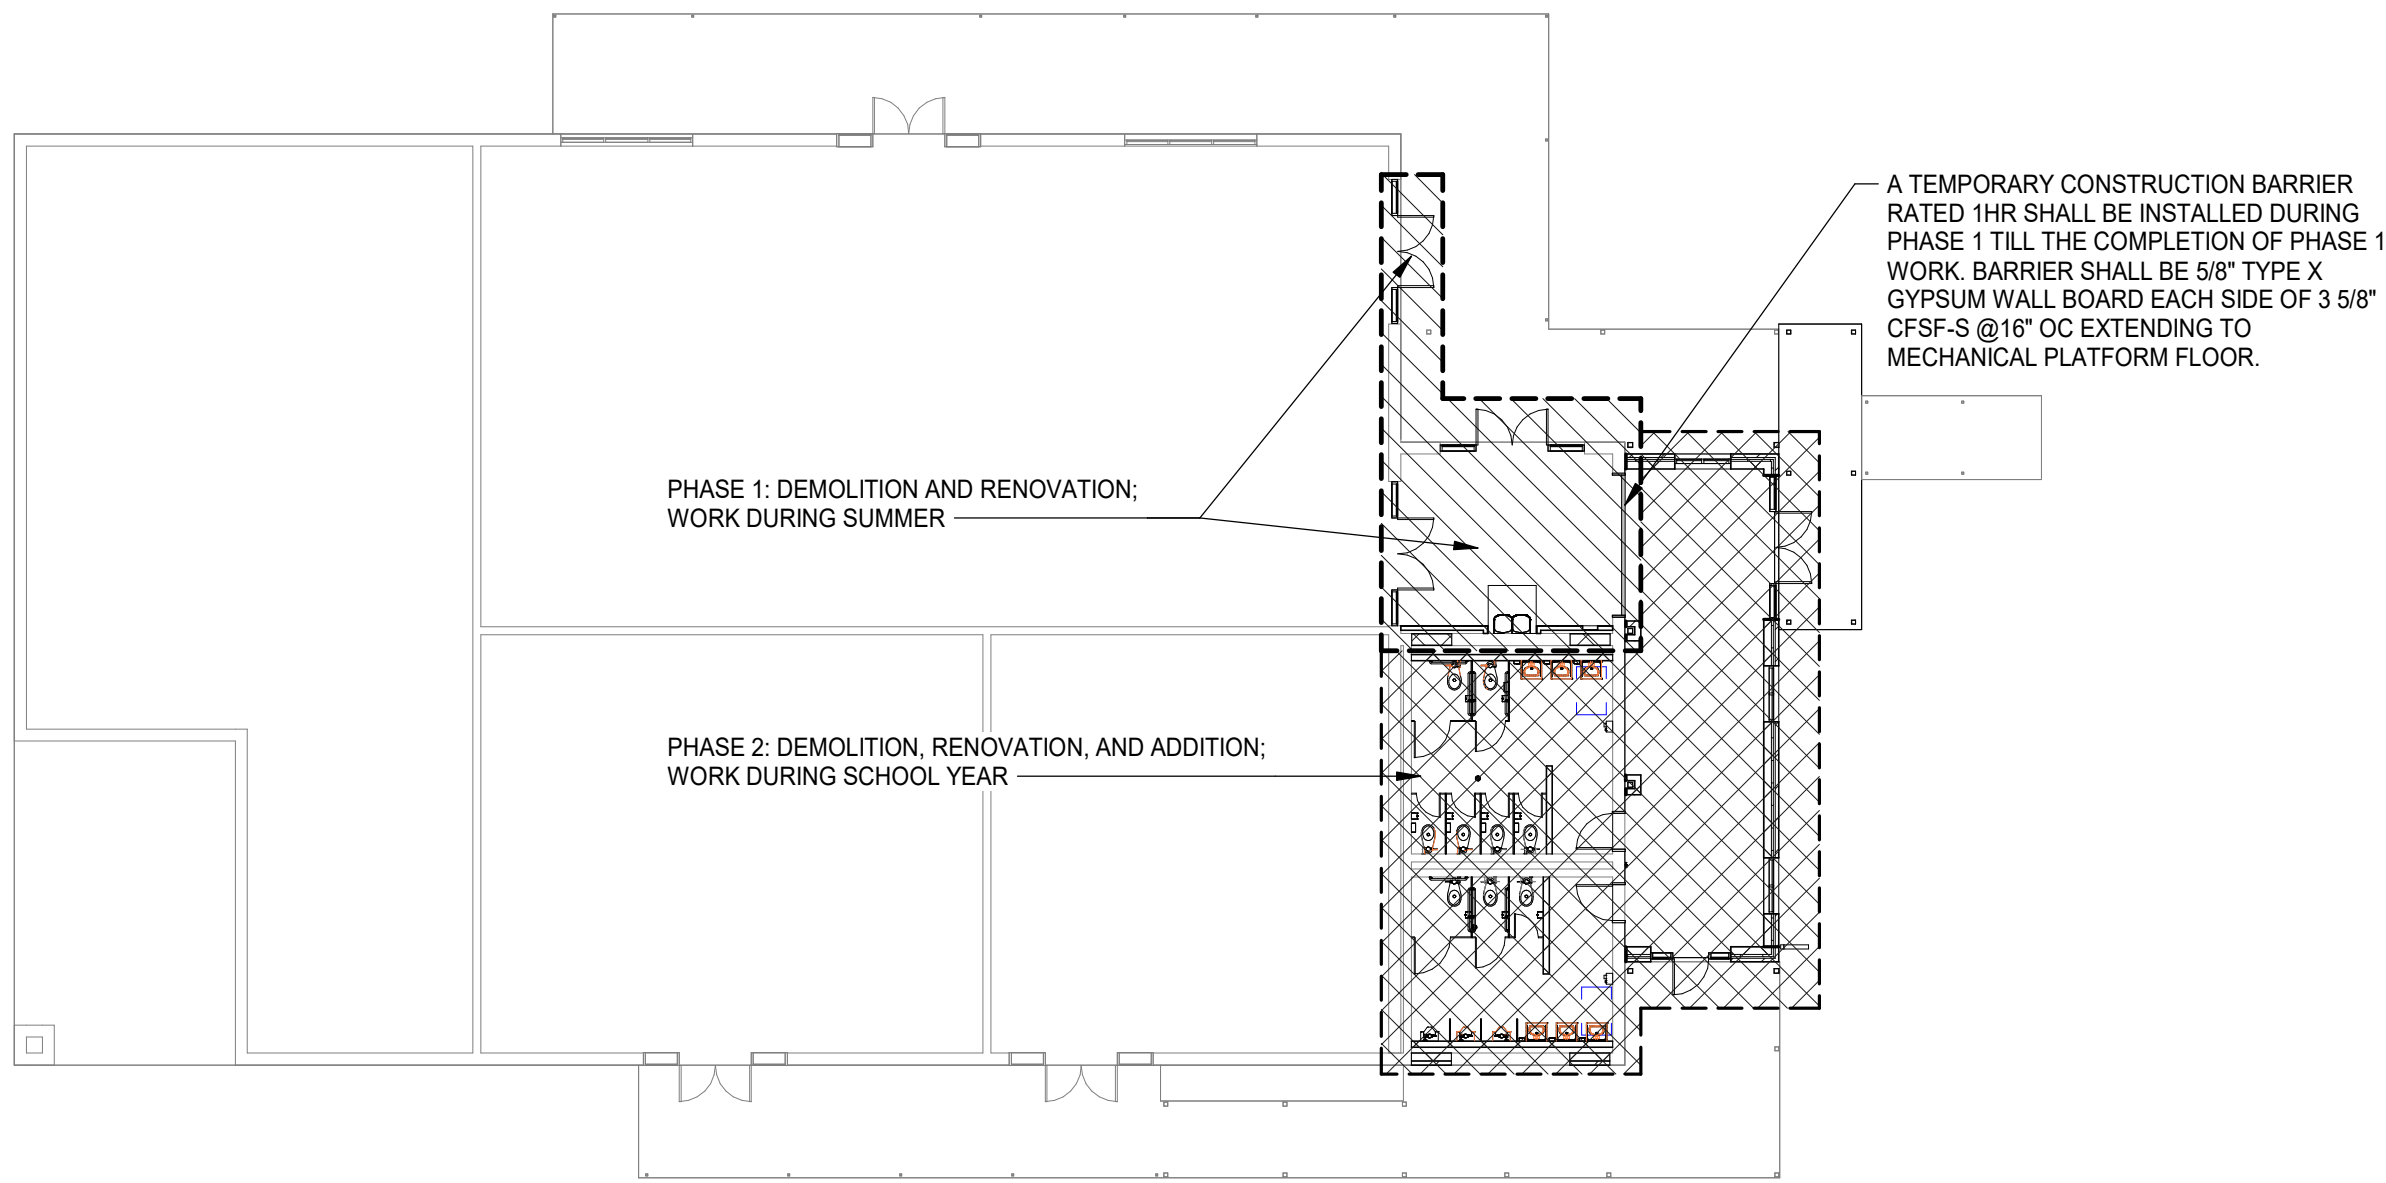 A TEMPORARY CONSTRUCTION BARRIER
RATED 1HR SHALL BE INSTALLED DURING
PHASE 1 TILL THE COMPLETION OF PHASE 1
WORK. BARRIER SHALL BE 5/8" TYPE X
GYPSUM WALL BOARD EACH SIDE OF 3 5/8"
CFSF-S @16" OC EXTENDING TO
MECHANICAL PLATFORM FLOOR.
PHASE 1: DEMOLITION AND RENOVATION;
WORK DURING SUMMER
PHASE 2: DEMOLITION, RENOVATION, AND ADDITION;
WORK DURING SCHOOL YEAR